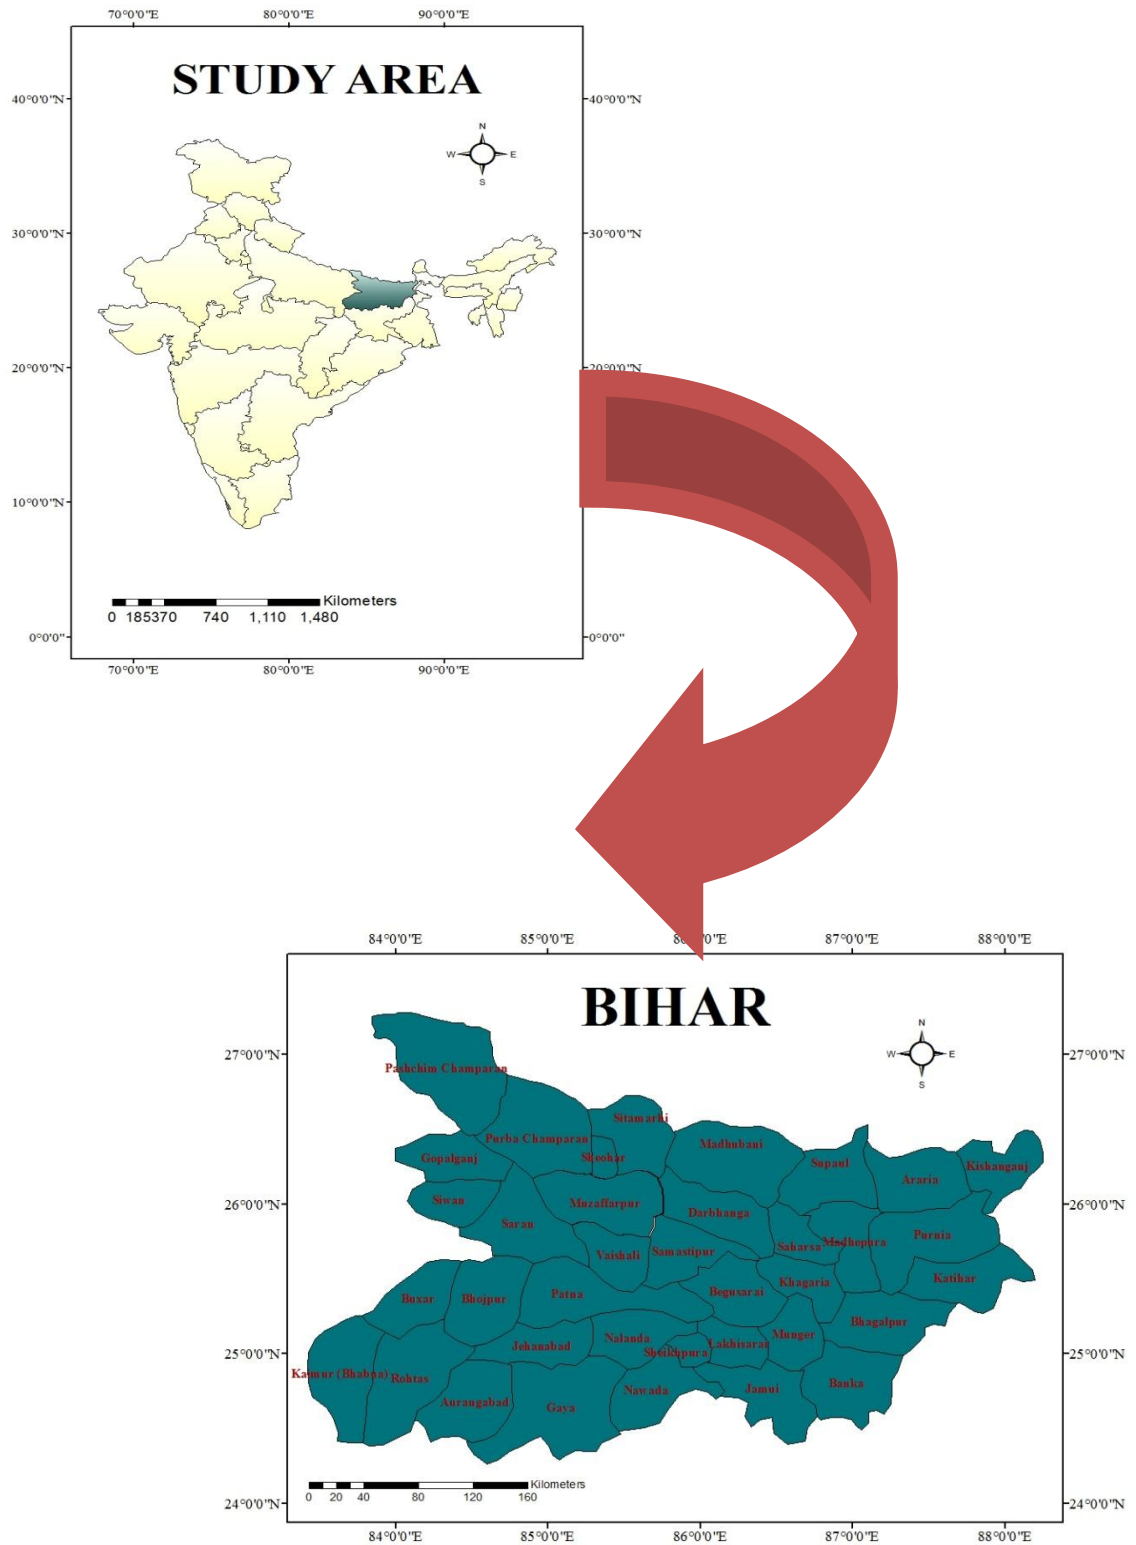 70°0'0"E 80°0'0"E 90°0'0"E
STUDY AREA
40°0'0"N 40°0'0"N
N
W E
S
30°0'0"N 30°0'0"N
20°0'0"N 20°0'0"N
10°0'0"N
Kilometers
0 185370 740 1,110 1,480
0°0'0" 0°0'0"
70°0'0"E 80°0'0"E 90°0'0"E
84°0'0"E 85°0'0"E 86°0'0"E 87°0'0"E 88°0'0"E
BIHAR
N
W E
S
27°0'0"N 27°0'0"N
Pashchim Champaran
Sitamarhi
Purba Champaran
Madhubani
Sheohar
Gopalganj
Supaul
Kishanganj
Araria
Siwan
Muzaffarpur
26°0'0"N 26°0'0"N
Darbhanga
Saran
Purnia
Madhepura
Saharsa
Samastipur
Vaishali
Katihar
Khagaria
Begusarai
Patna
Buxar
Bhojpur
Bhagalpur
Munger
Nalanda
Lakhisarai
Jehanabad
Sheikhpura
25°0'0"N 25°0'0"N
Kaimur (Bhabua)
Rohtas
Banka
Jamui
Nawada
Aurangabad
Gaya
Kilometers
0 20 40 80 120 160
24°0'0"N 24°0'0"N
84°0'0"E 85°0'0"E 86°0'0"E 87°0'0"E 88°0'0"E